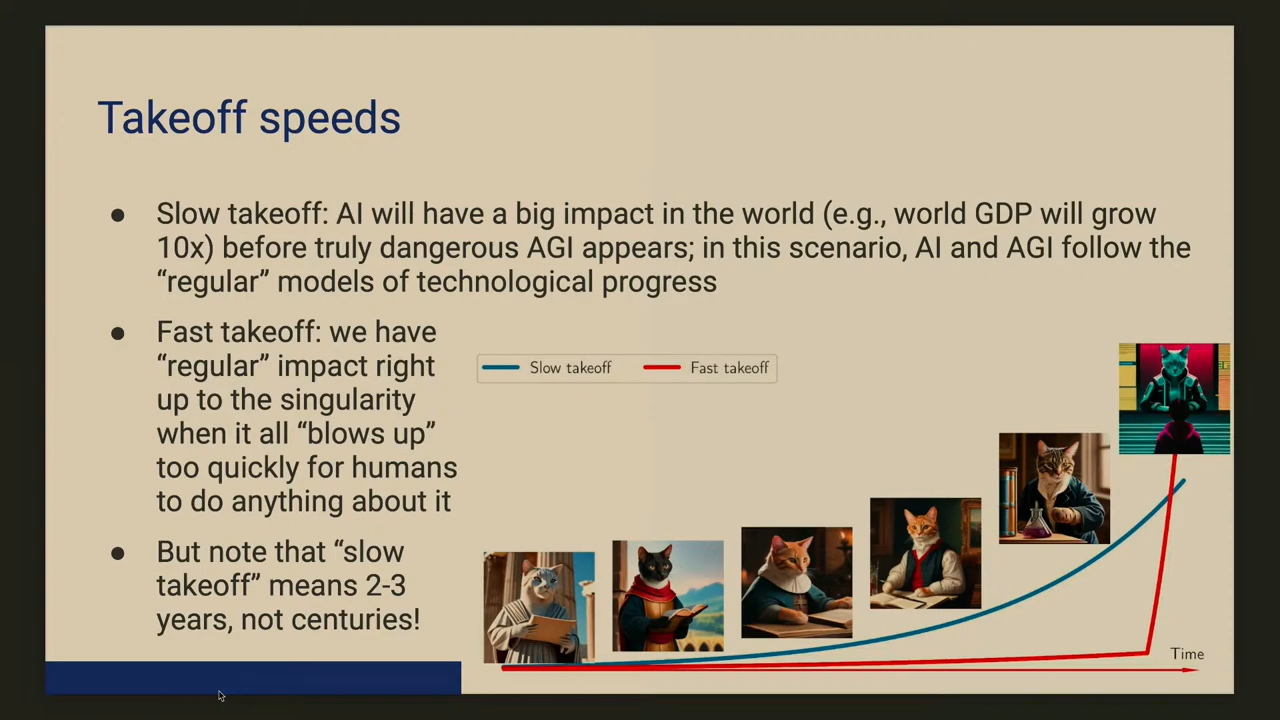 Takeoff speeds
● Slow takeoff: AI will have a big impact in the world (e.g., world GDP will grow
10x) before truly dangerous AGI appears; in this scenario, AI and AGI follow the
“regular” models of technological progress
● Fast takeoff: we have
“regular” impact right
up to the singularity
when it all “blows up”
too quickly for humans
to do anything about it
● But note that “slow
takeoff” means 2-3
years, not centuries!
Slow takeoff
Fast takeoff
Time